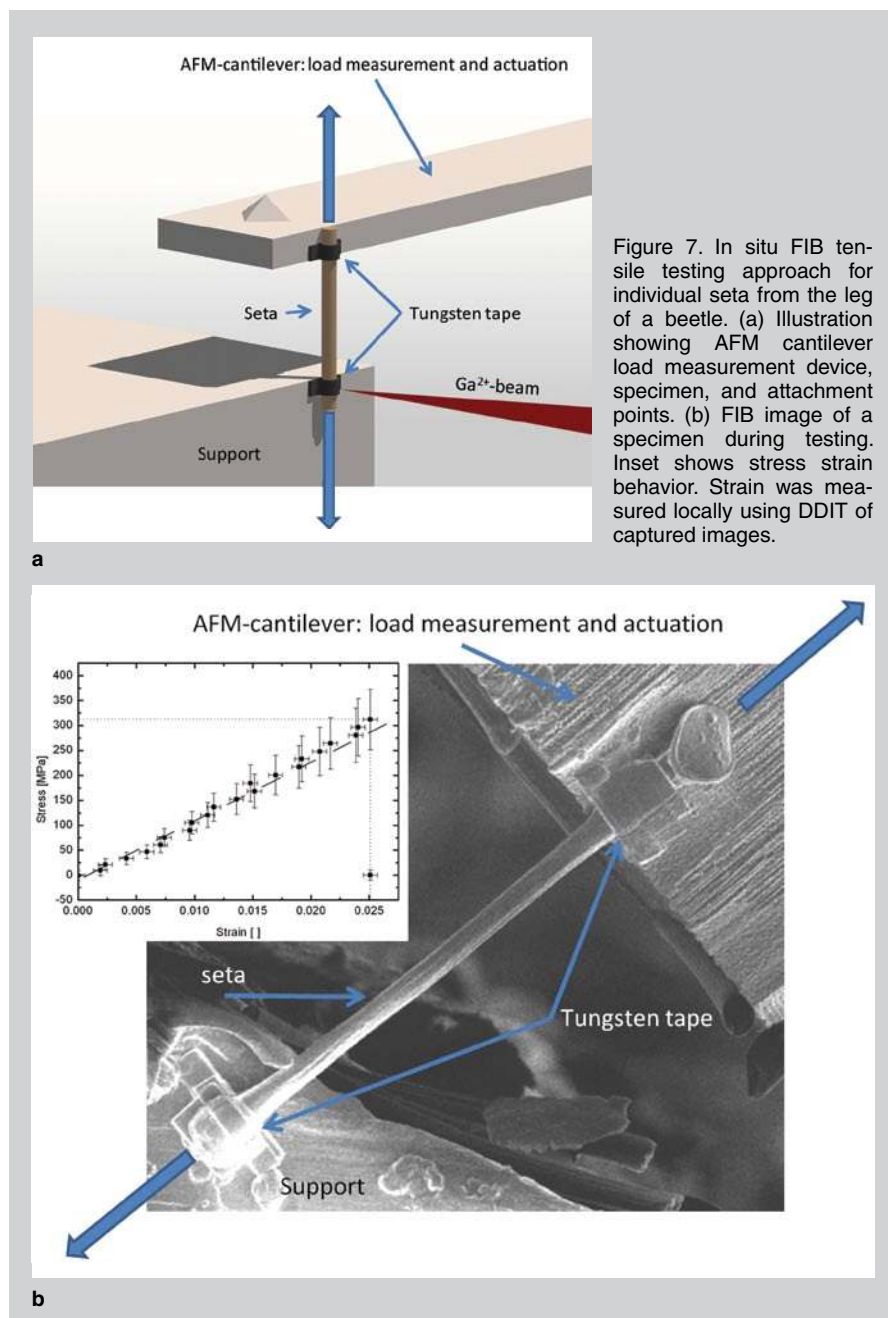 AFM-cantilever: load measurement and actuation
Seta
Tungsten tape
Ga²⁺-beam
Support
a
Figure 7. In situ FIB ten-
sile testing approach for
individual seta from the leg
of a beetle. (a) Illustration
showing AFM cantilever
load measurement device,
specimen, and attachment
points. (b) FIB image of a
specimen during testing.
Inset shows stress strain
behavior. Strain was mea-
sured locally using DDIT of
captured images.
AFM-cantilever: load measurement and actuation
400
350
300
250
200
150
100
50
0
-50
Stress [MPa]
0.000 0.005 0.010 0.015 0.020 0.025
Strain [ ]
seta
Tungsten tape
Support
b